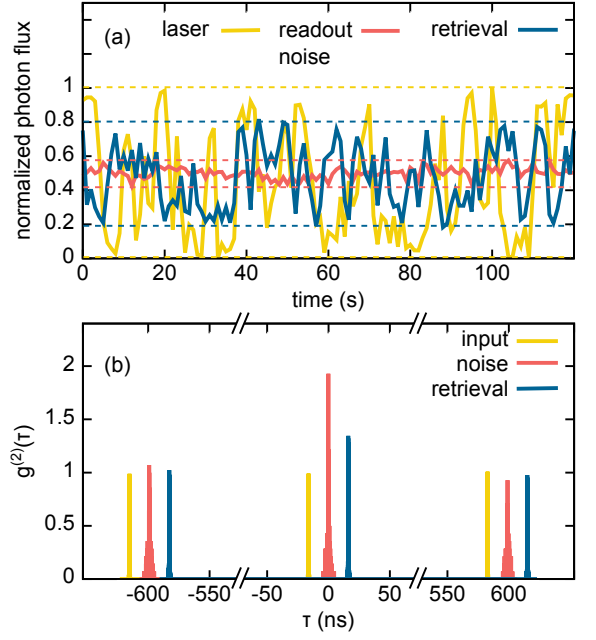 (a)
laser
readout
noise
retrieval
normalized photon flux
1
0.8
0.6
0.4
0.2
0
0 20 40 60 80 100
time (s)
(b)
input
noise
retrieval
g(2)(τ)
2
1.5
1
0.5
0
-600 -550 -50 0 50 550 600
τ (ns)